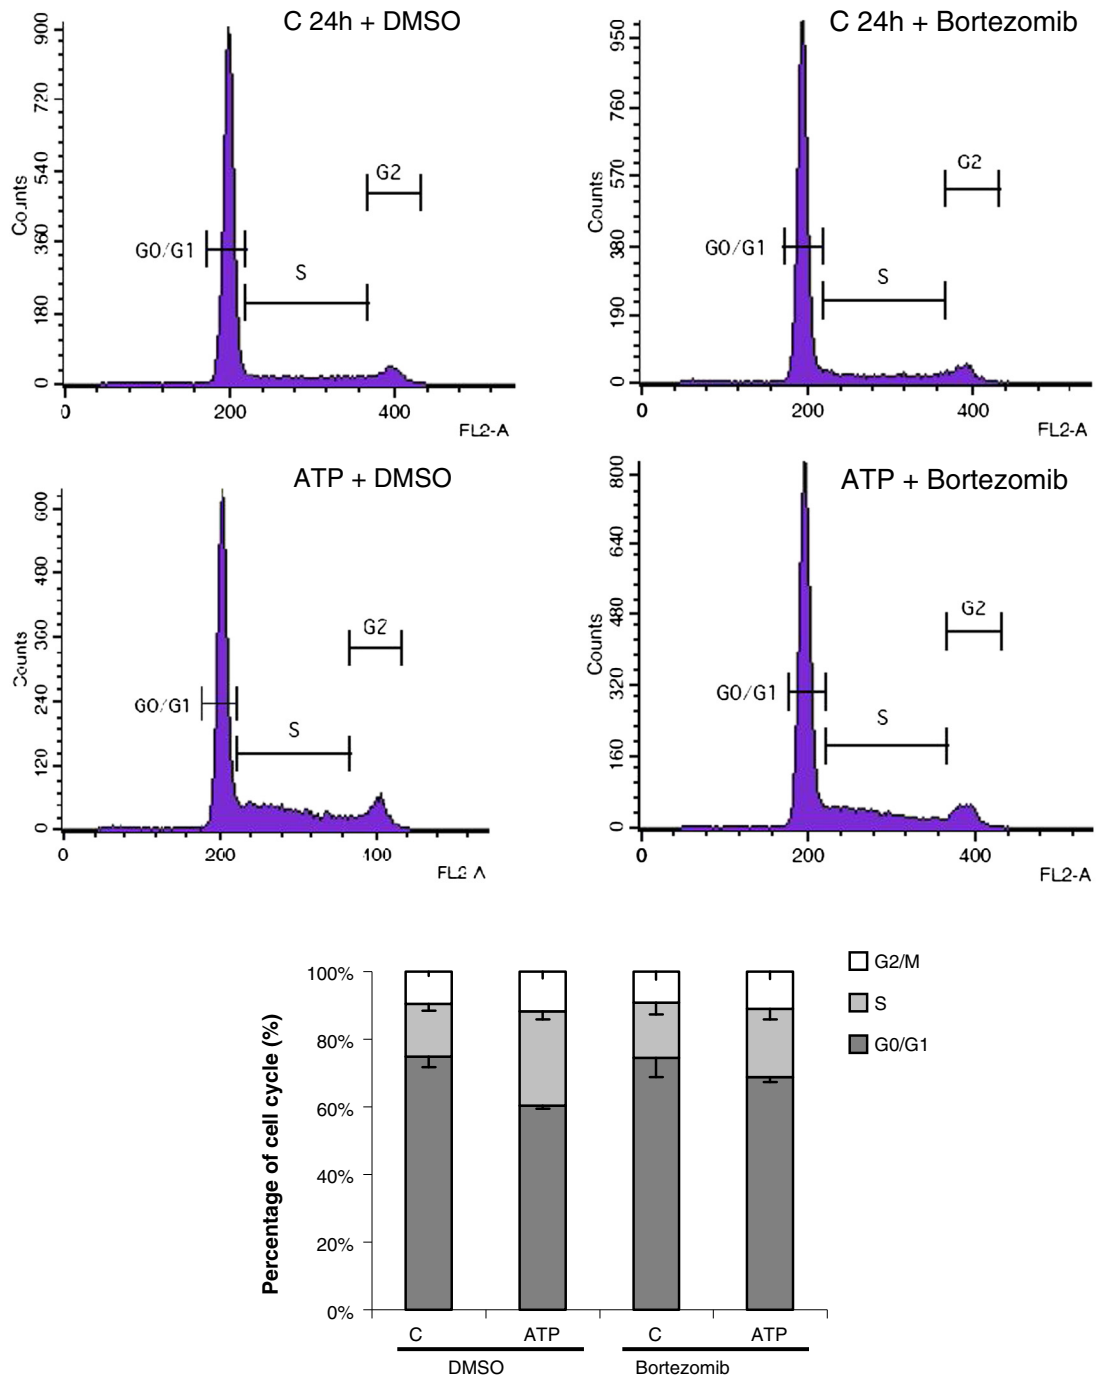 C 24h + DMSO
900
720
540
360
180
0
Counts
G0/G1
S
G2
0
200
400
FL2-A
C 24h + Bortezomib
950
760
570
380
190
0
Counts
G0/G1
S
G2
0
200
400
FL2-A
ATP + DMSO
600
480
360
240
120
0
Counts
G0/G1
S
G2
0
200
400
FL2-A
ATP + Bortezomib
800
640
480
320
160
0
Counts
G0/G1
S
G2
0
200
400
FL2-A
Percentage of cell cycle (%)
100%
80%
60%
40%
20%
0%
G2/M
S
G0/G1
C ATP C ATP
DMSO Bortezomib